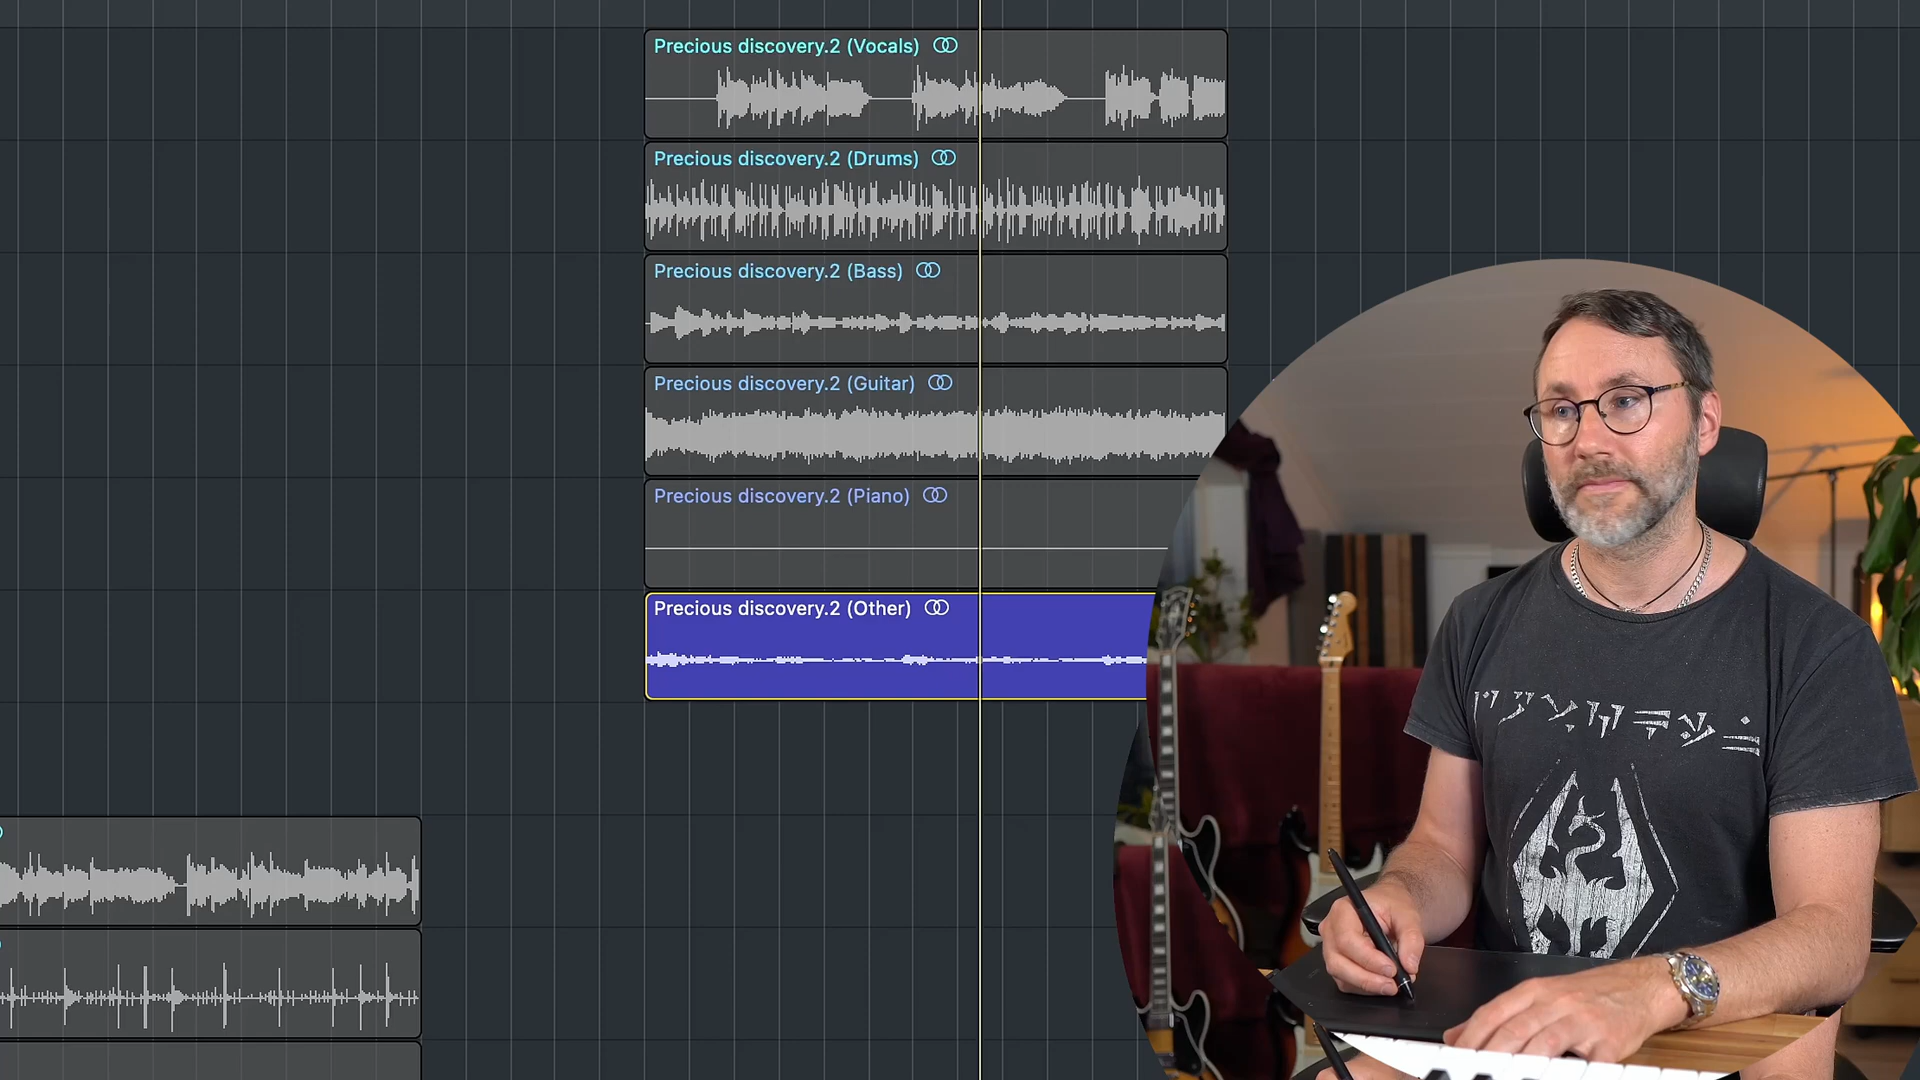 Precious discovery.2 (Vocals)
Precious discovery.2 (Drums)
Precious discovery.2 (Bass)
Precious discovery.2 (Guitar)
Precious discovery.2 (Piano)
Precious discovery.2 (Other)